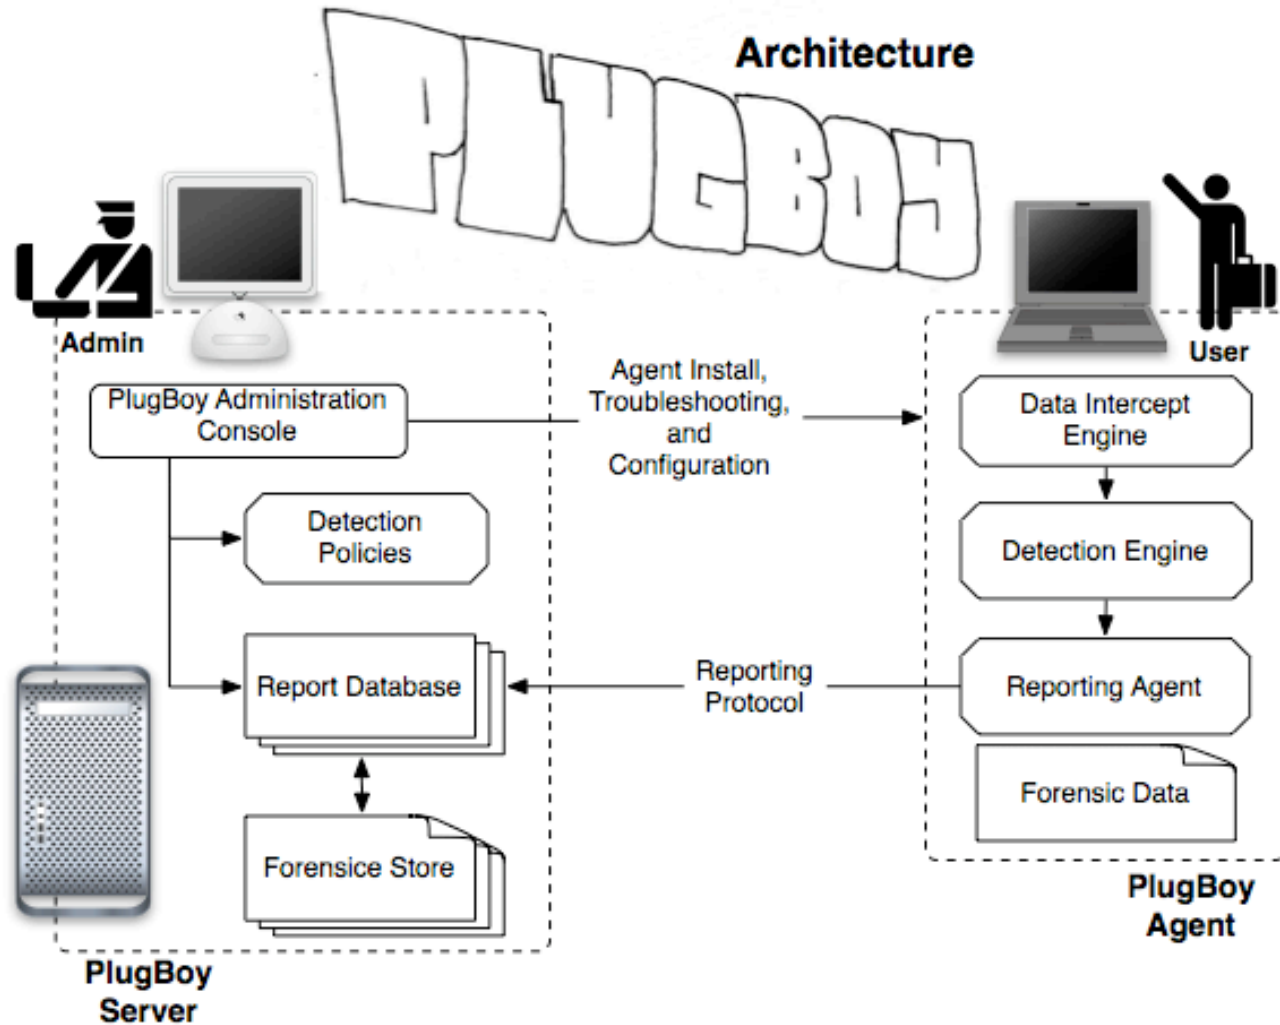 PLUGBOY
Architecture
Admin
User
PlugBoy Administration
Console
Agent Install,
Troubleshooting,
and
Configuration
Data Intercept
Engine
Detection
Policies
Detection Engine
Report Database
Reporting
Protocol
Reporting Agent
Forensic Data
Forensice Store
PlugBoy
Agent
PlugBoy
Server